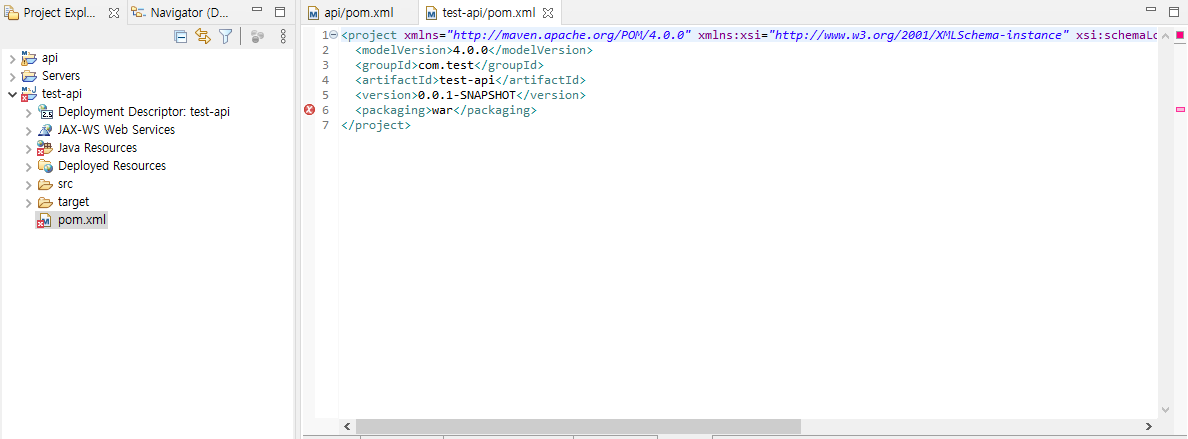 Project Expl...
Navigator (D...
api
Servers
test-api
Deployment Descriptor: test-api
JAX-WS Web Services
Java Resources
Deployed Resources
src
target
pom.xml
api/pom.xml
test-api/pom.xml
1 <project xmlns="http://maven.apache.org/POM/4.0.0" xmlns:xsi="http://www.w3.org/2001/XMLSchema-instance" xsi:schemaLo
2 <modelVersion>4.0.0</modelVersion>
3 <groupId>com.test</groupId>
4 <artifactId>test-api</artifactId>
5 <version>0.0.1-SNAPSHOT</version>
6 <packaging>war</packaging>
7 </project>